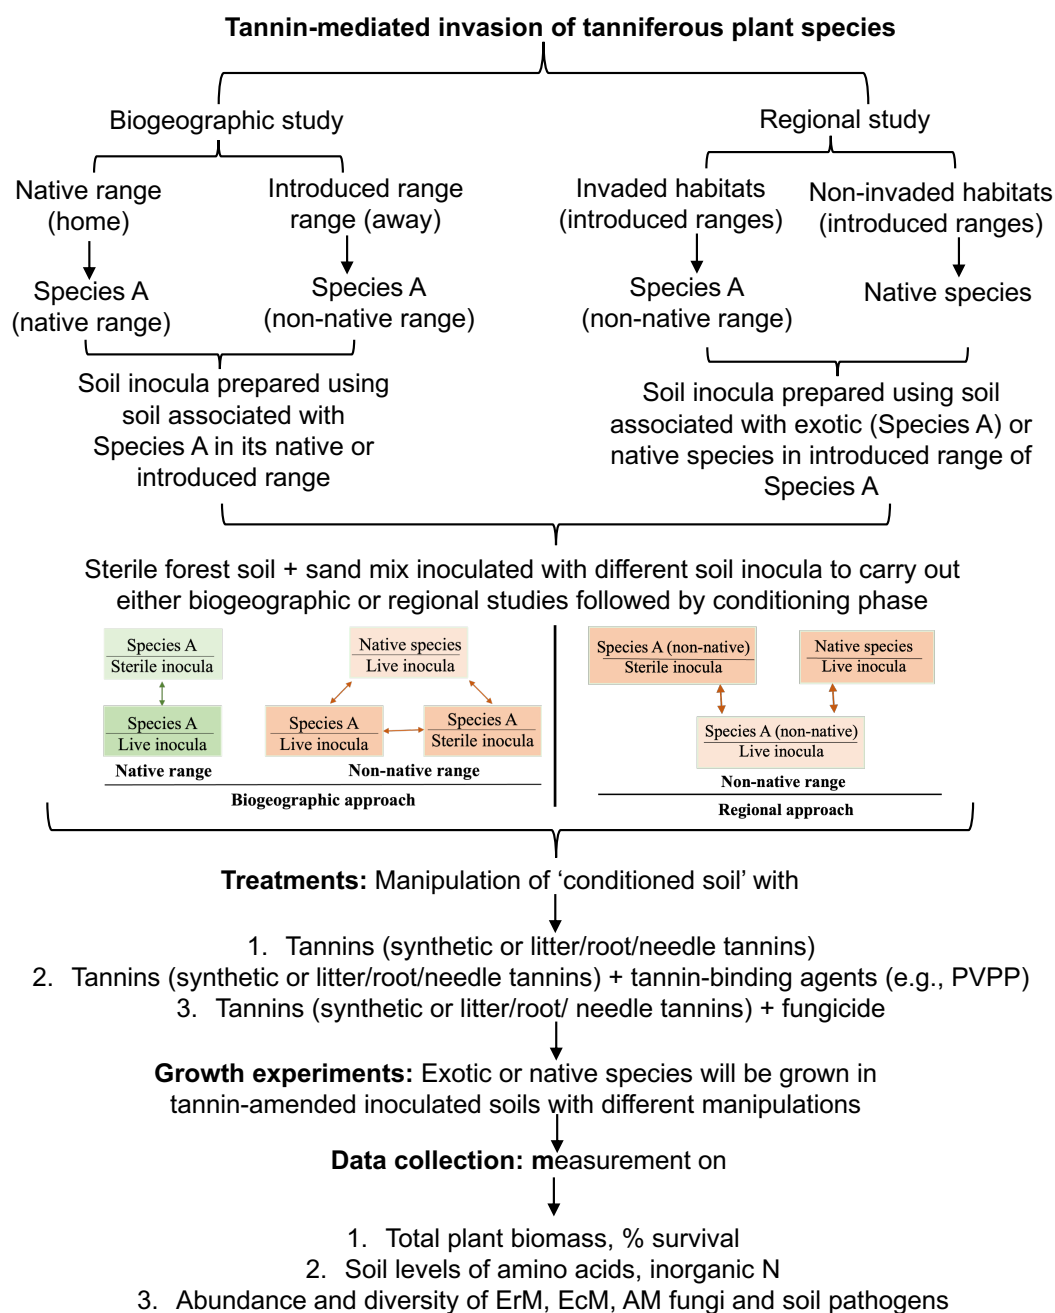 Tannin-mediated invasion of tanniferous plant species
Biogeographic study
Regional study
Native range
(home)
Introduced range
range (away)
Invaded habitats
(introduced ranges)
Non-invaded habitats
(introduced ranges)
Species A
(native range)
Species A
(non-native range)
Species A
(non-native range)
Native species
Soil inocula prepared using
soil associated with
Species A in its native or
introduced range
Soil inocula prepared using soil
associated with exotic (Species A) or
native species in introduced range of
Species A
Sterile forest soil + sand mix inoculated with different soil inocula to carry out
either biogeographic or regional studies followed by conditioning phase
Species A
Sterile inocula
Species A
Live inocula
Native range
Native species
Live inocula
Species A
Live inocula
Species A
Sterile inocula
Non-native range
Biogeographic approach
Species A (non-native)
Sterile inocula
Native species
Live inocula
Species A (non-native)
Live inocula
Non-native range
Regional approach
Treatments: Manipulation of ‘conditioned soil’ with
1. Tannins (synthetic or litter/root/needle tannins)
2. Tannins (synthetic or litter/root/needle tannins) + tannin-binding agents (e.g., PVPP)
3. Tannins (synthetic or litter/root/ needle tannins) + fungicide
Growth experiments: Exotic or native species will be grown in
tannin-amended inoculated soils with different manipulations
Data collection: measurement on
1. Total plant biomass, % survival
2. Soil levels of amino acids, inorganic N
3. Abundance and diversity of ErM, EcM, AM fungi and soil pathogens